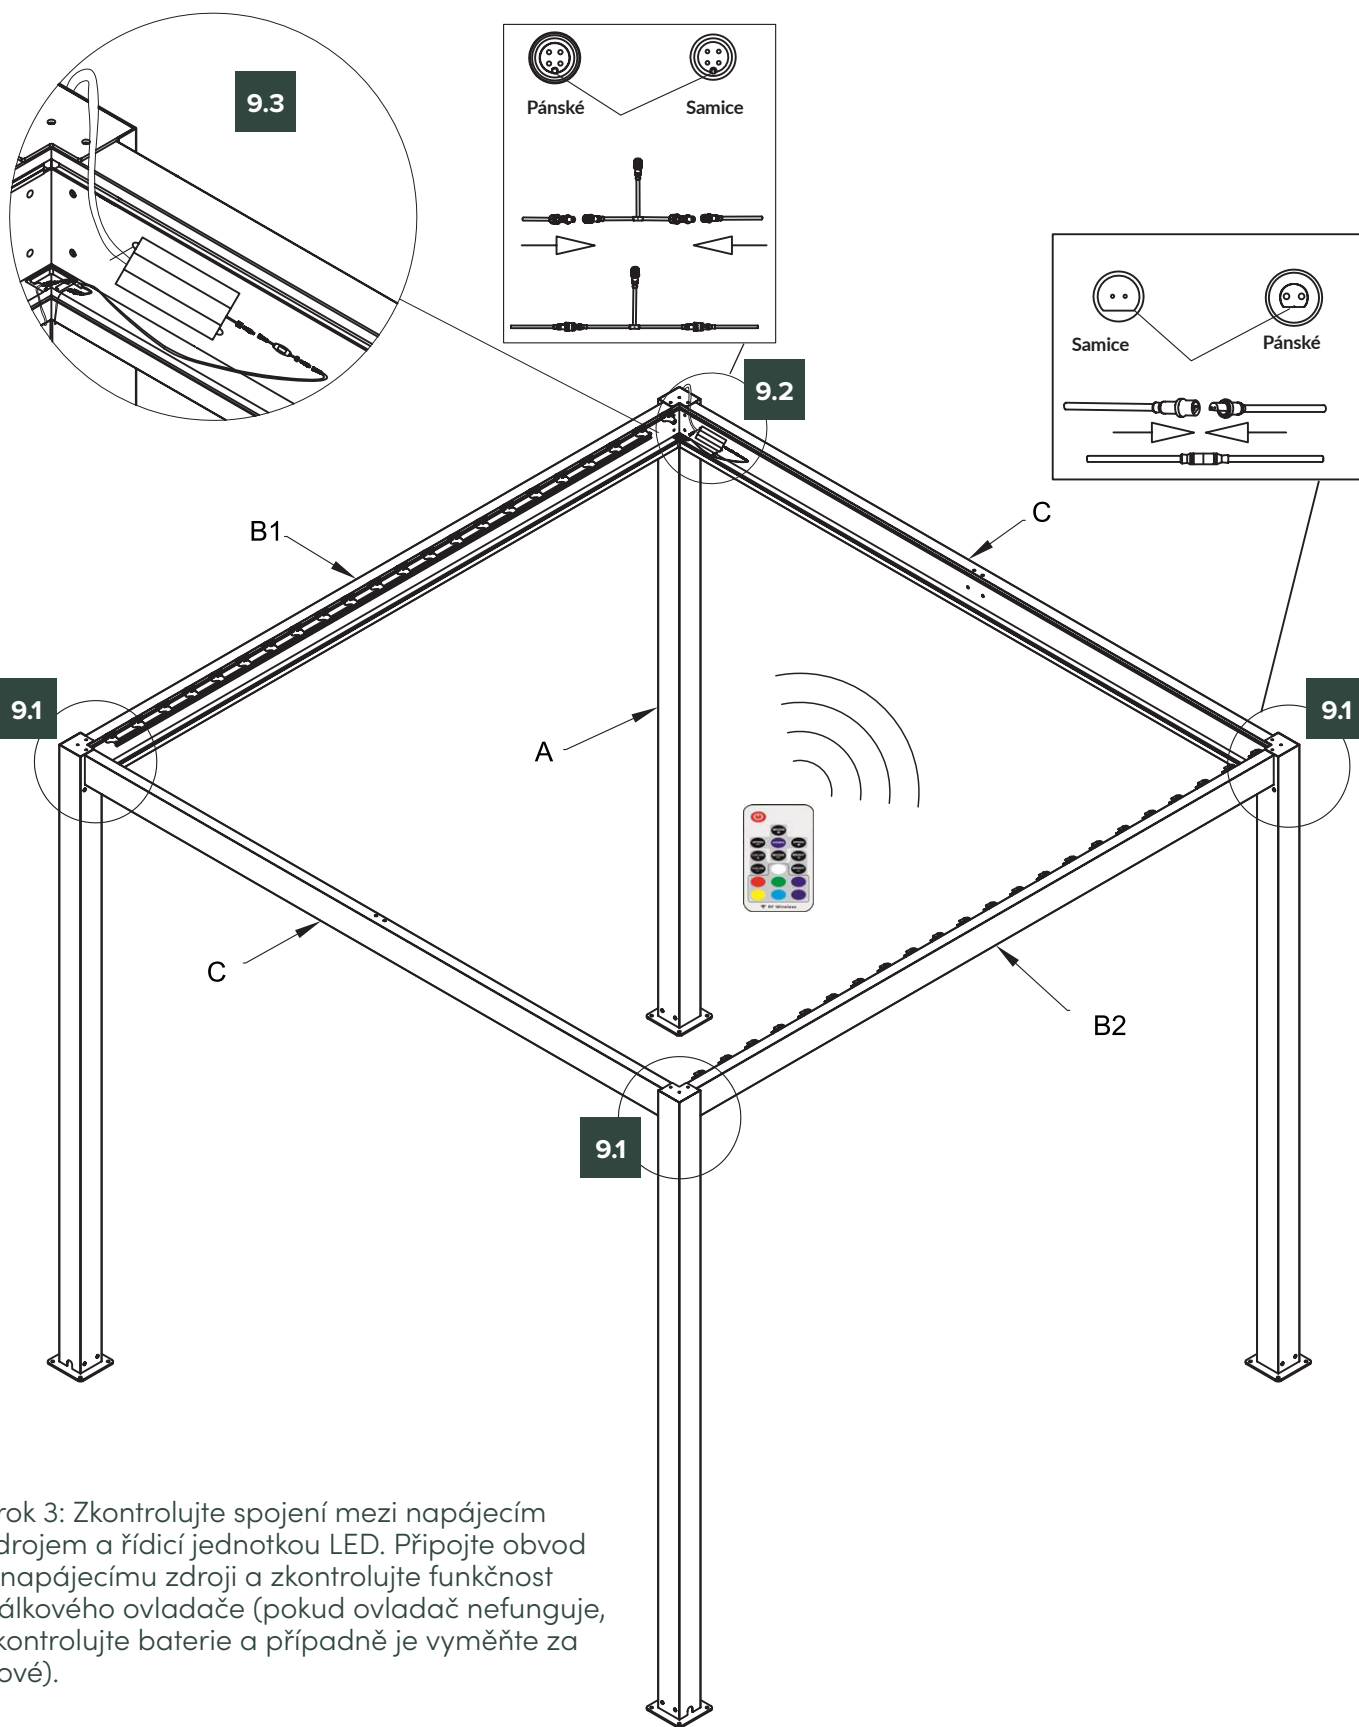 9.3
Pánské
Samice
Samice
Pánské
9.2
B1
C
9.1
9.1
A
RF Wireless
C
B2
9.1
rok 3: Zkontrolujte spojení mezi napájecím
drojem a řídicí jednotkou LED. Připojte obvod
napájecímu zdroji a zkontrolujte funkčnost
álkového ovladače (pokud ovladač nefunguje,
kontrolujte baterie a případně je vyměňte za
ové).